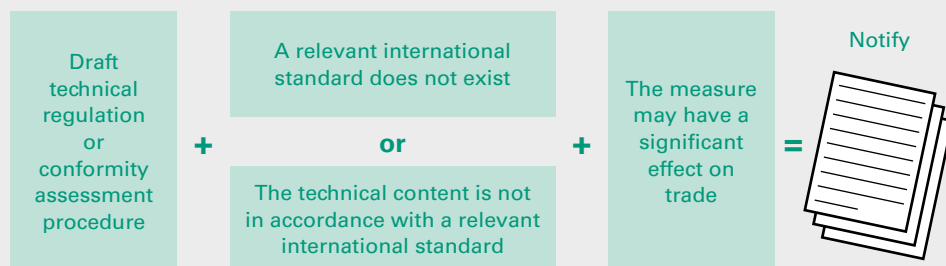 Draft
technical
regulation
or
conformity
assessment
procedure
+
A relevant international
standard does not exist
or
The technical content is not
in accordance with a relevant
international standard
+
The measure
may have a
significant
effect on
trade
=
Notify